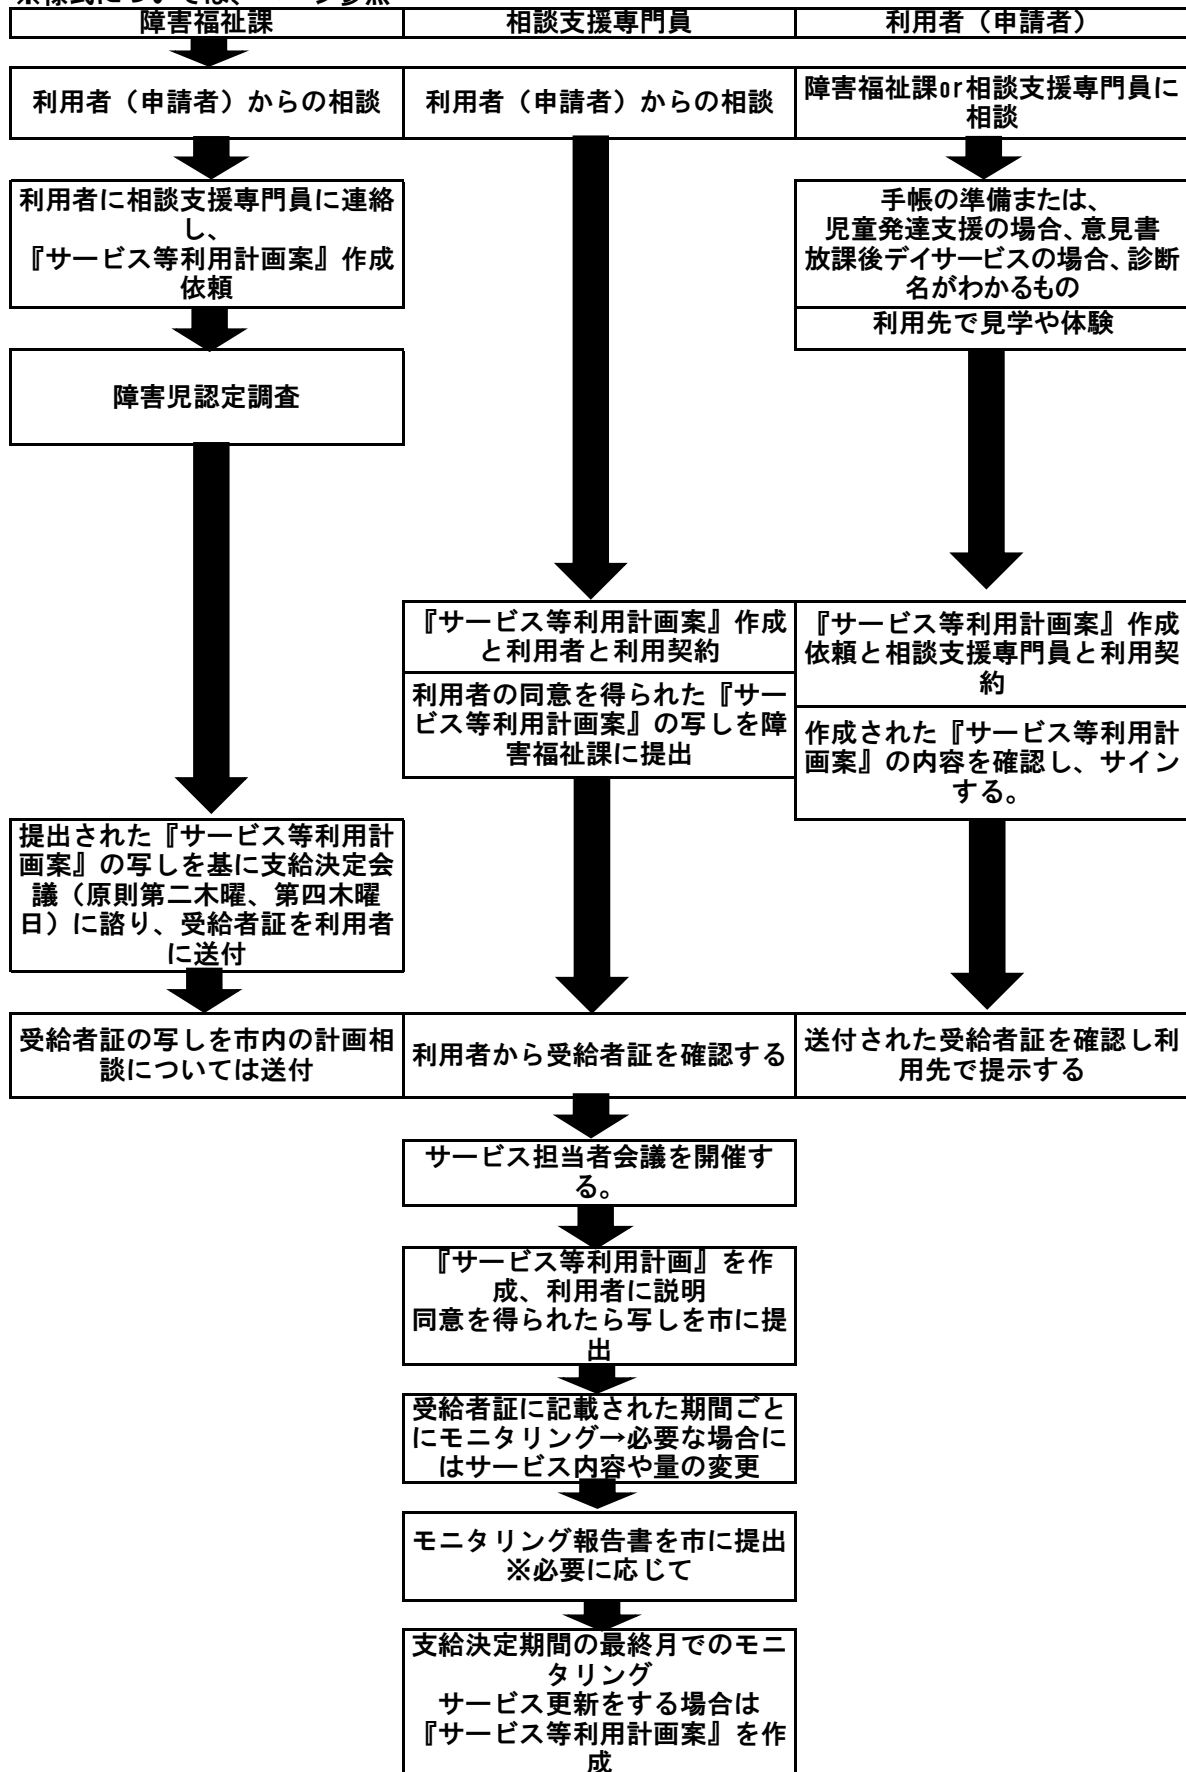 障害福祉課
相談支援専門員
利用者（申請者）
利用者（申請者）からの相談
利用者（申請者）からの相談
障害福祉課or相談支援専門員に
相談
利用者に相談支援専門員に連絡
し、
『サービス等利用計画案』作成
依頼
手帳の準備または、
児童発達支援の場合、意見書
放課後デイサービスの場合、診断
名がわかるもの
利用先で見学や体験
障害児認定調査
『サービス等利用計画案』作成
と利用者と利用契約
利用者の同意を得られた『サー
ビス等利用計画案』の写しを障
害福祉課に提出
『サービス等利用計画案』作成
依頼と相談支援専門員と利用契
約
作成された『サービス等利用計
画案』の内容を確認し、サイン
する。
提出された『サービス等利用計
画案』の写しを基に支給決定会
議（原則第二木曜、第四木曜
日）に諮り、受給者証を利用者
に送付
受給者証の写しを市内の計画相
談については送付
利用者から受給者証を確認する
送付された受給者証を確認し利
用先で提示する
サービス担当者会議を開催す
る。
『サービス等利用計画』を作
成、利用者に説明
同意を得られたら写しを市に提
出
受給者証に記載された期間ごと
にモニタリング→必要な場合に
はサービス内容や量の変更
モニタリング報告書を市に提出
※必要に応じて
支給決定期間の最終月でのモニ
タリング
サービス更新をする場合は
『サービス等利用計画案』を作
成